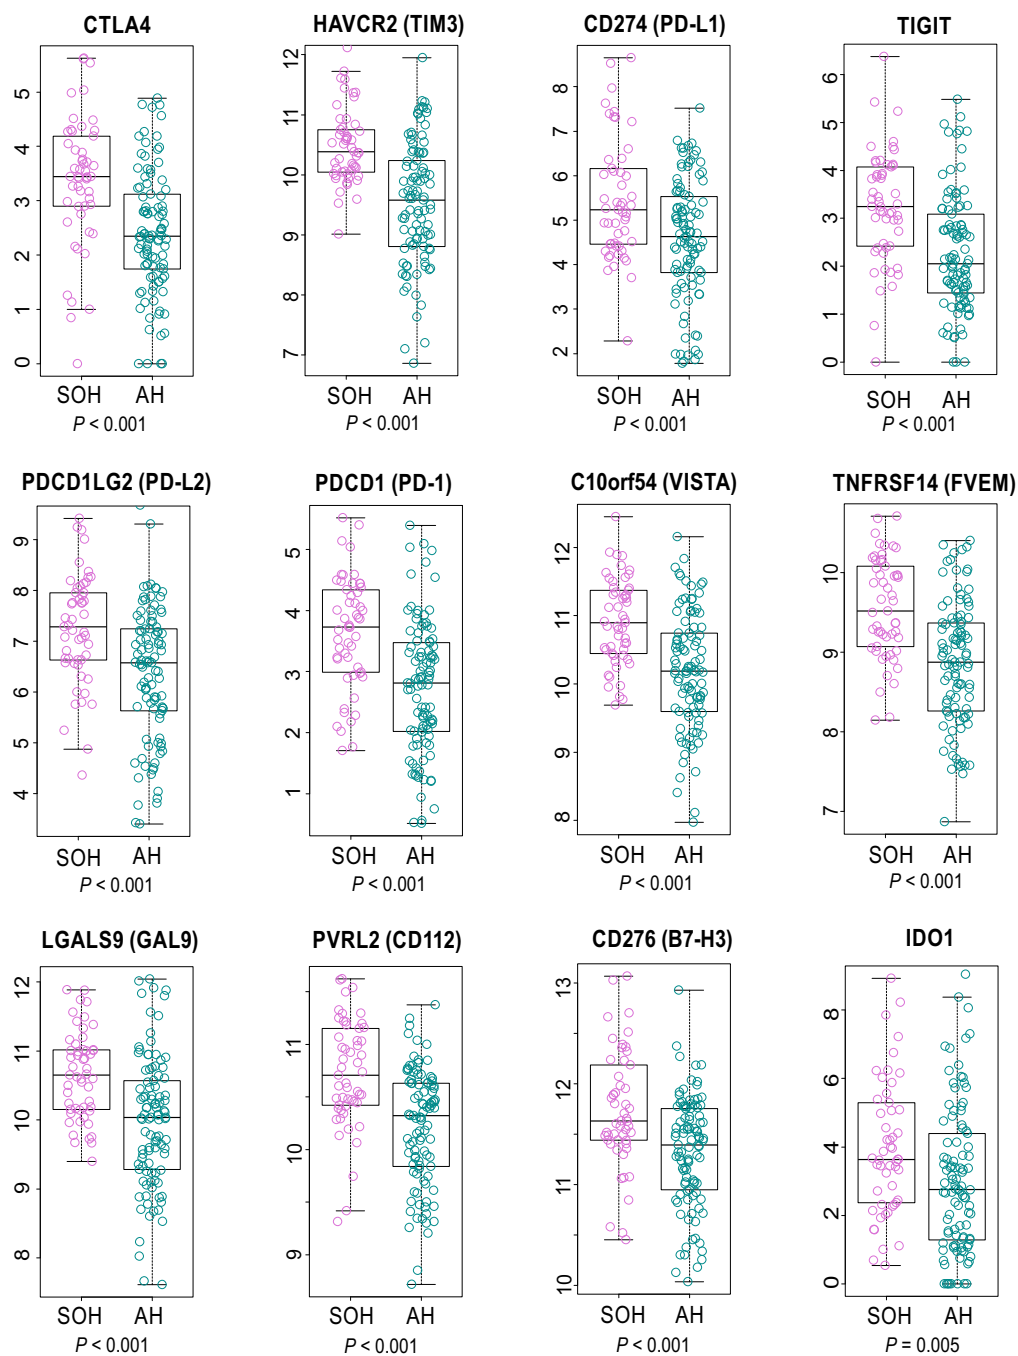 CTLA4
HAVCR2 (TIM3)
CD274 (PD-L1)
TIGIT
0 1 2 3 4 5
7 8 9 10 11 12
2 3 4 5 6 7 8
0 1 2 3 4 5 6
SOH AH
SOH AH
SOH AH
SOH AH
P < 0.001
P < 0.001
P < 0.001
P < 0.001
PDCD1LG2 (PD-L2)
PDCD1 (PD-1)
C10orf54 (VISTA)
TNFRSF14 (FVEM)
4 5 6 7 8 9
1 2 3 4 5
8 9 10 11 12
7 8 9 10
SOH AH
SOH AH
SOH AH
SOH AH
P < 0.001
P < 0.001
P < 0.001
P < 0.001
LGALS9 (GAL9)
PVRL2 (CD112)
CD276 (B7-H3)
IDO1
8 9 10 11 12
9 10 11
10 11 12 13
0 2 4 6 8
SOH AH
SOH AH
SOH AH
SOH AH
P < 0.001
P < 0.001
P < 0.001
P = 0.005